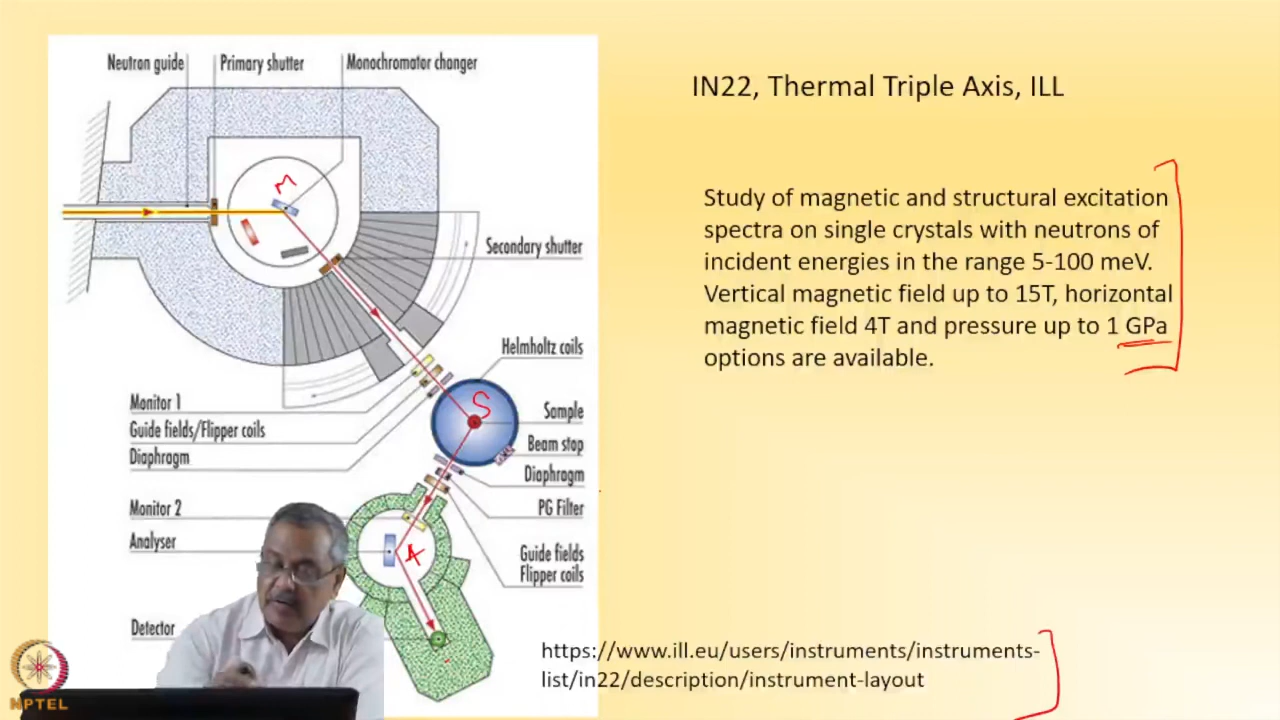 Neutron guide
Primary shutter
Monochromator changer
M
Secondary shutter
Helmholtz coils
S
Monitor 1
Sample
Guide fields/Flipper coils
Beam stop
Diaphragm
Diaphragm
Monitor 2
PG Filter
Analyser
A
Guide fields
Flipper coils
Detector
IN22, Thermal Triple Axis, ILL
Study of magnetic and structural excitation
spectra on single crystals with neutrons of
incident energies in the range 5-100 meV.
Vertical magnetic field up to 15T, horizontal
magnetic field 4T and pressure up to 1 GPa
options are available.
https://www.ill.eu/users/instruments/instruments-
list/in22/description/instrument-layout
NPTEL